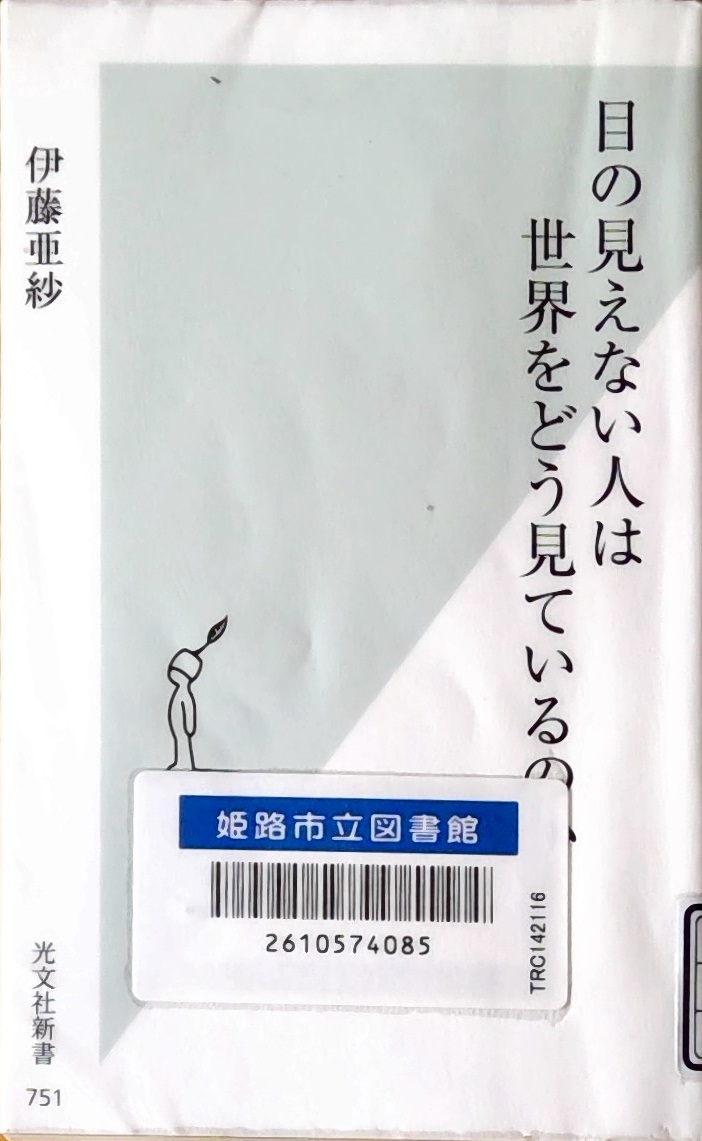 目の見えない人は
世界をどう見ているの
伊藤亜紗
姫路市立図書館
2610574085
TRC142116
光文社新書
751